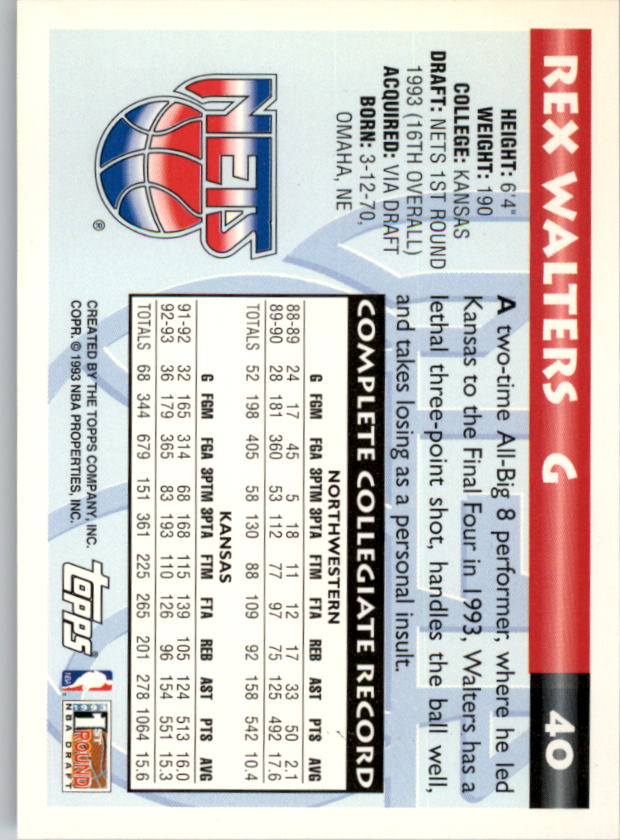 REX WALTERS G 40
HEIGHT: 6'4"
WEIGHT: 190
COLLEGE: KANSAS
DRAFT: NETS 1ST ROUND
1993 (16TH OVERALL)
ACQUIRED: VIA DRAFT
BORN: 3-12-70,
OMAHA, NE
NETS
®
A two-time All-Big 8 performer, where he led
Kansas to the Final Four in 1993, Walters has a
lethal three-point shot, handles the ball well,
and takes losing as a personal insult.
COMPLETE COLLEGIATE RECORD
NORTHWESTERN
G FGM FGA 3PTM 3PTA FTM FTA REB AST PTS AVG
88-89 24 17 45 5 18 11 12 17 33 50 2.1
89-90 28 181 360 53 112 77 97 75 125 492 17.6
TOTALS 52 198 405 58 130 88 109 92 158 542 10.4
KANSAS
G FGM FGA 3PTM 3PTA FTM FTA REB AST PTS AVG
91-92 32 165 314 68 168 115 139 105 124 513 16.0
92-93 36 179 365 83 193 110 126 96 154 551 15.3
TOTALS 68 344 679 151 361 225 265 201 278 1064 15.6
CREATED BY THE TOPPS COMPANY, INC.
COPR. © 1993 NBA PROPERTIES, INC.
topps
NBA
1993
1ST
ROUND
NBA DRAFT